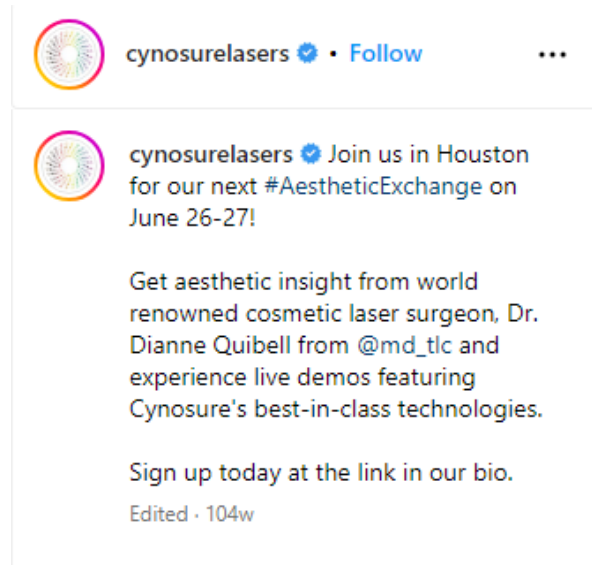 cynosurelasers • Follow
cynosurelasers Join us in Houston
for our next #AestheticExchange on
June 26-27!
Get aesthetic insight from world
renowned cosmetic laser surgeon, Dr.
Dianne Quibell from @md_tlc and
experience live demos featuring
Cynosure's best-in-class technologies.
Sign up today at the link in our bio.
Edited · 104w